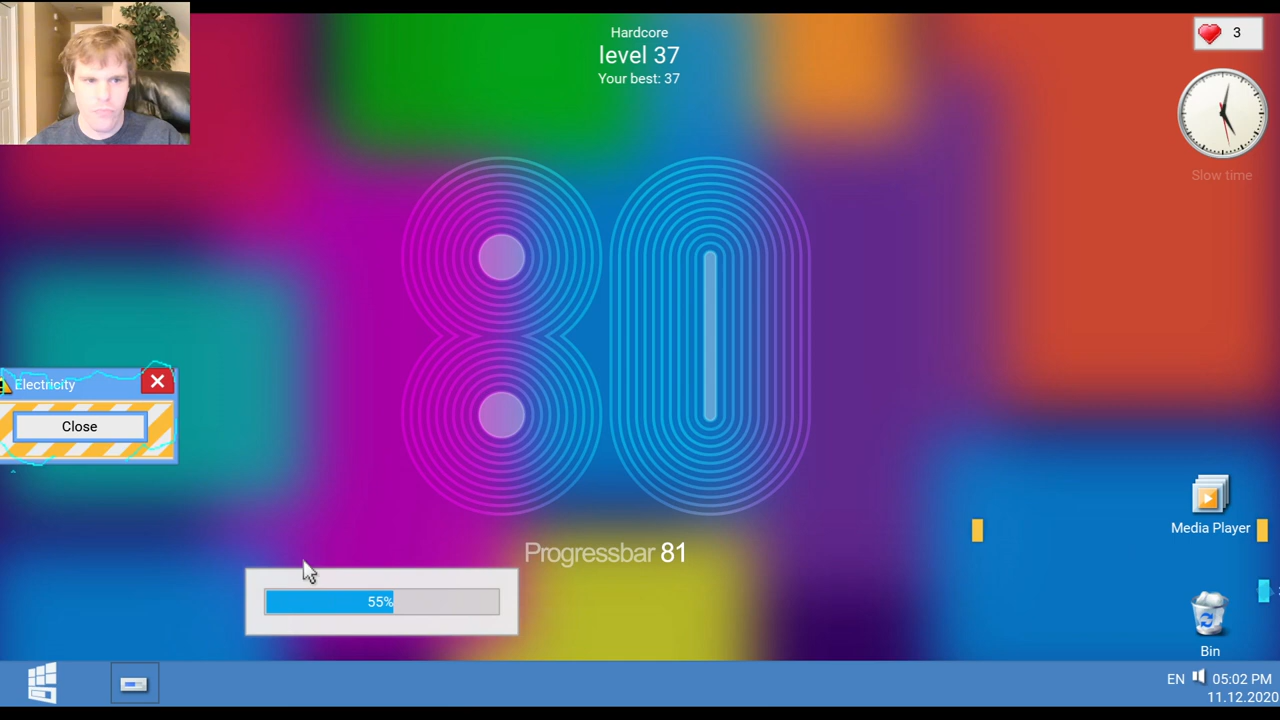 Hardcore
level 37
Your best: 37
3
Slow time
80
Electricity
Close
Media Player
Progressbar 81
55%
Bin
EN 05:02 PM
11.12.2020